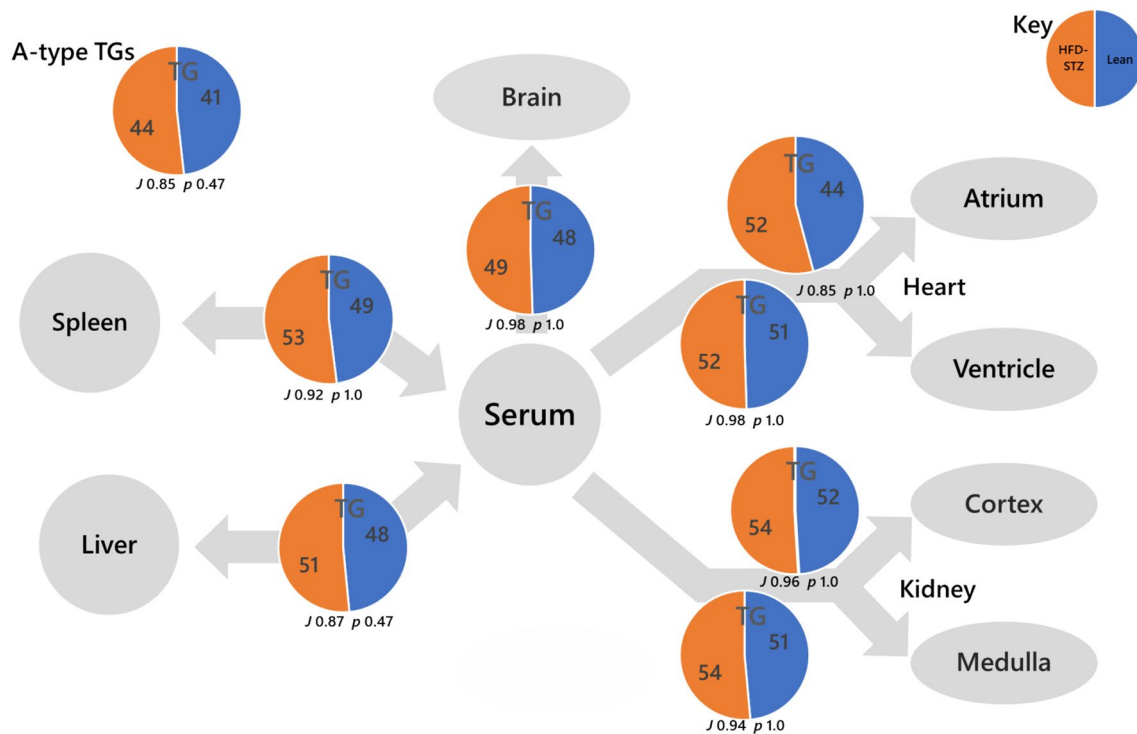 A-type TGs
TG
44
41
J 0.85 p 0.47
Key
HFD-
STZ
Lean
Brain
TG
49
48
J 0.98 p 1.0
TG
52
44
J 0.85 p 1.0
Atrium
Heart
TG
52
51
J 0.98 p 1.0
Ventricle
Spleen
TG
53
49
J 0.92 p 1.0
Serum
Liver
TG
51
48
J 0.87 p 0.47
TG
54
52
J 0.96 p 1.0
Cortex
Kidney
TG
54
51
J 0.94 p 1.0
Medulla